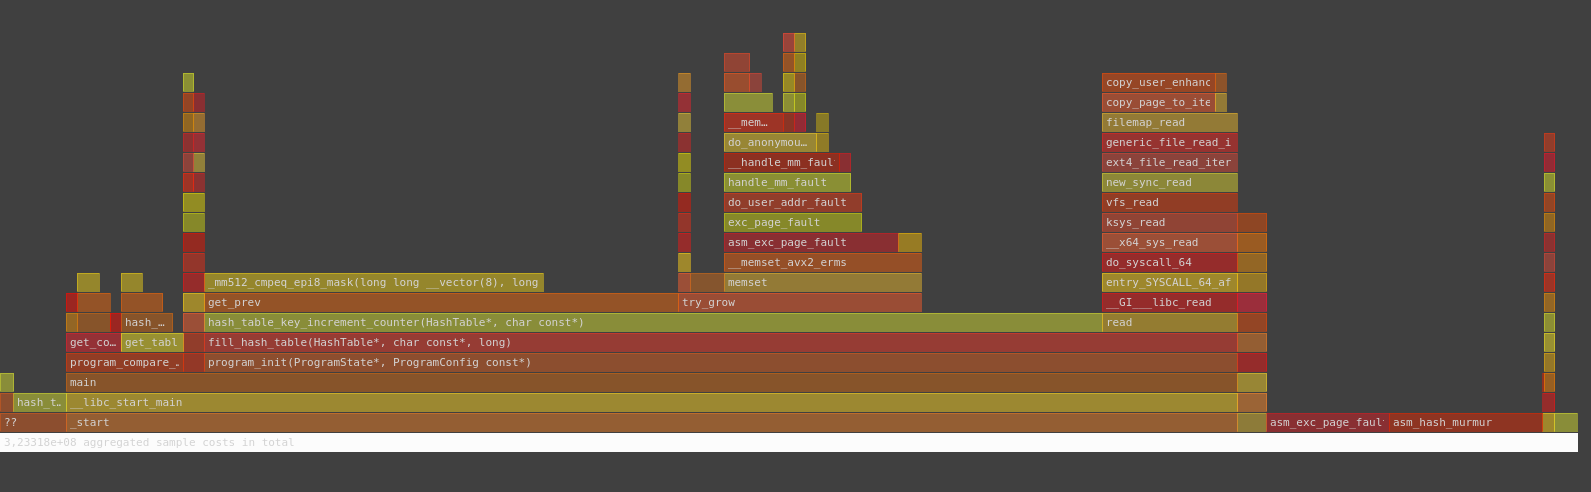 copy_user_enhanc
copy_page_to_ite
__mem… filemap_read
do_anonymou… generic_file_read_i
__handle_mm_faul ext4_file_read_iter
handle_mm_fault new_sync_read
do_user_addr_fault vfs_read
exc_page_fault ksys_read
asm_exc_page_fault __x64_sys_read
__memset_avx2_erms do_syscall_64
_mm512_cmpeq_epi8_mask(long long __vector(8), long memset entry_SYSCALL_64_af
get_prev try_grow __GI___libc_read
hash_… hash_table_key_increment_counter(HashTable*, char const*) read
get_co… get_tabl fill_hash_table(HashTable*, char const*, long)
program_compare_… program_init(ProgramState*, ProgramConfig const*)
main
hash_t… __libc_start_main
?? _start asm_exc_page_faul asm_hash_murmur
3,23318e+08 aggregated sample costs in total